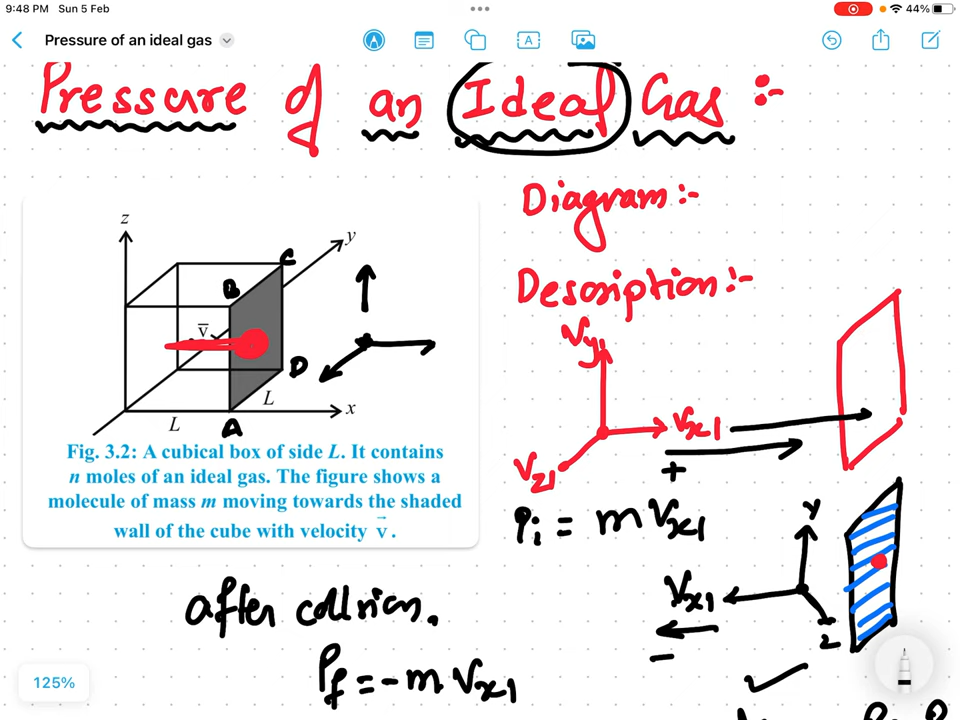 9:48 PM Sun 5 Feb
44%
Pressure of an ideal gas
Pressure of an Ideal Gas :-
Diagram :-
Description :-
z
y
C
B
v
D
L
x
L
A
Vy
Vx1
Vz1
+
Fig. 3.2: A cubical box of side L. It contains
n moles of an ideal gas. The figure shows a
molecule of mass m moving towards the shaded
wall of the cube with velocity v.
Pi = m Vx1
y
Vx1
z
−
after collision.
Pf = - m Vx1
125%